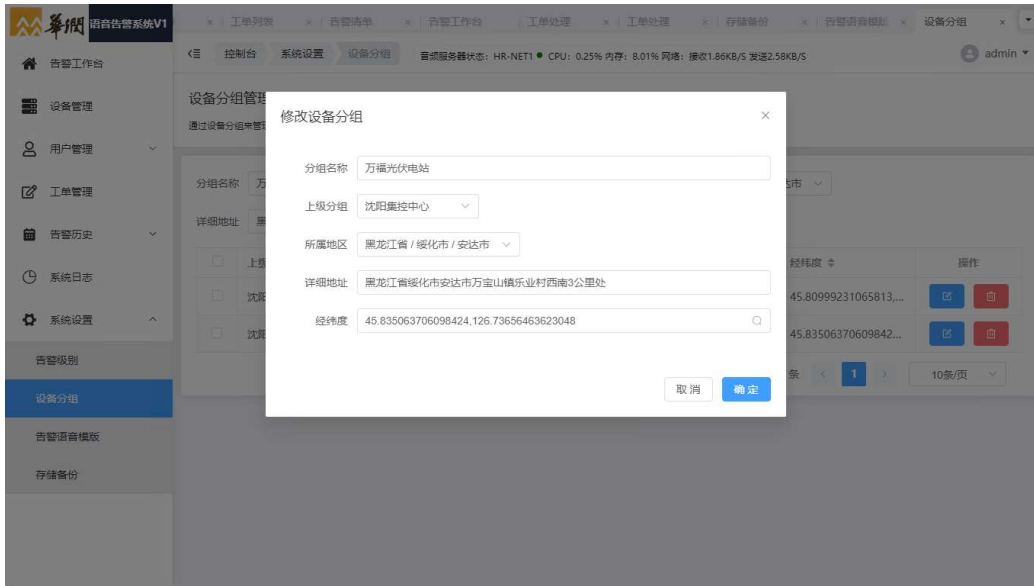 華潤 语音告警系统V1
工单列表 × 告警清单 × 告警工作台 工单处理 × 工单处理 × 存储备份 × 告警语音模版 × 设备分组 ×
控制台 系统设置 设备分组 音频服务器状态：HR-NET1 CPU：0.25% 内存：8.01% 网络：接收1.86KB/S 发送2.58KB/S admin
告警工作台
设备管理
用户管理
工单管理
告警历史
系统日志
系统设置
告警级别
设备分组
告警语音模版
存储备份
设备分组管理
通过设备分组来管
分组名称 万
详细地址
上级
沈阳
沈阳
修改设备分组 ×
分组名称 万福光伏电站
上级分组 沈阳集控中心
所属地区 黑龙江省 / 绥化市 / 安达市
详细地址 黑龙江省绥化市安达市万宝山镇乐业村西南3公里处
经纬度 45.835063706098424,126.73656463623048
取消 确定
达市
经纬度 操作
45.80999231065813,...
45.83506370609842...
条 < 1 > 10条/页